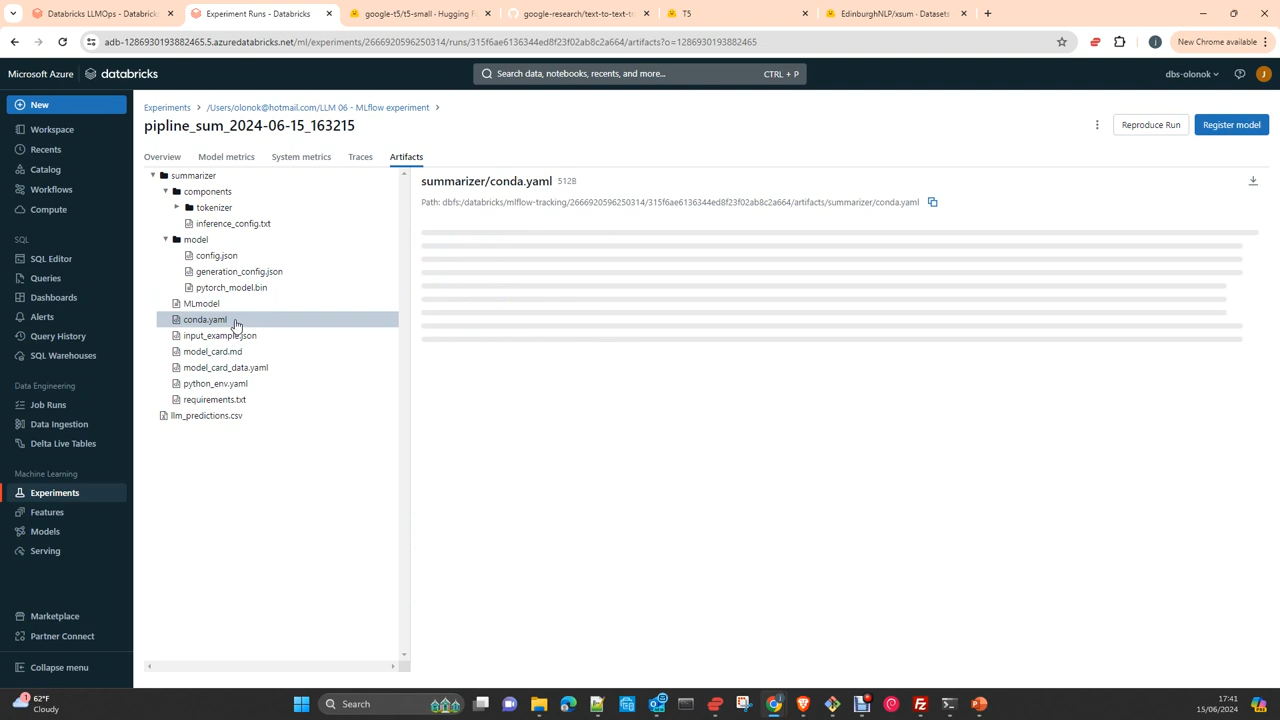 Databricks LLMOps - Databricks
Experiment Runs - Databricks
google-t5/t5-small · Hugging F
google-research/text-to-text-t
T5
EdinburghNLP/xsum · Datasets
adb-1286930193882465.5.azuredatabricks.net/ml/experiments/2666920596250314/runs/315f6ae6136344ed8f23f02ab8c2a664/artifacts?o=1286930193882465
New Chrome available
Microsoft Azure
databricks
Search data, notebooks, recents, and more...
CTRL + P
dbs-olonok
J
New
Workspace
Recents
Catalog
Workflows
Compute
SQL
SQL Editor
Queries
Dashboards
Alerts
Query History
SQL Warehouses
Data Engineering
Job Runs
Data Ingestion
Delta Live Tables
Machine Learning
Experiments
Features
Models
Serving
Marketplace
Partner Connect
Collapse menu
Experiments > /Users/olonok@hotmail.com/LLM 06 - MLflow experiment >
pipline_sum_2024-06-15_163215
Reproduce Run
Register model
Overview
Model metrics
System metrics
Traces
Artifacts
summarizer
components
tokenizer
inference_config.txt
model
config.json
generation_config.json
pytorch_model.bin
MLmodel
conda.yaml
input_example.json
model_card.md
model_card_data.yaml
python_env.yaml
requirements.txt
llm_predictions.csv
summarizer/conda.yaml 512B
Path: dbfs:/databricks/mlflow-tracking/2666920596250314/315f6ae6136344ed8f23f02ab8c2a664/artifacts/summarizer/conda.yaml
1
62°F
Cloudy
Search
17:41
15/06/2024